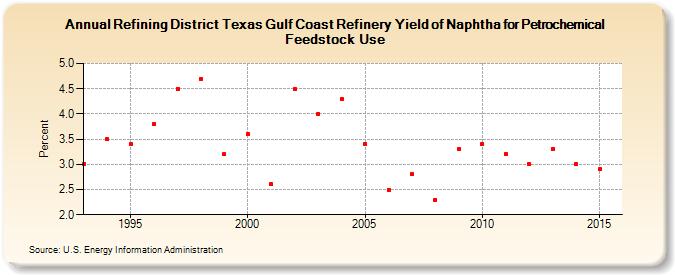 Annual Refining District Texas Gulf Coast Refinery Yield of Naphtha for Petrochemical
Feedstock Use
Percent
5.0
4.5
4.0
3.5
3.0
2.5
2.0
1995 2000 2005 2010 2015
Source: U.S. Energy Information Administration